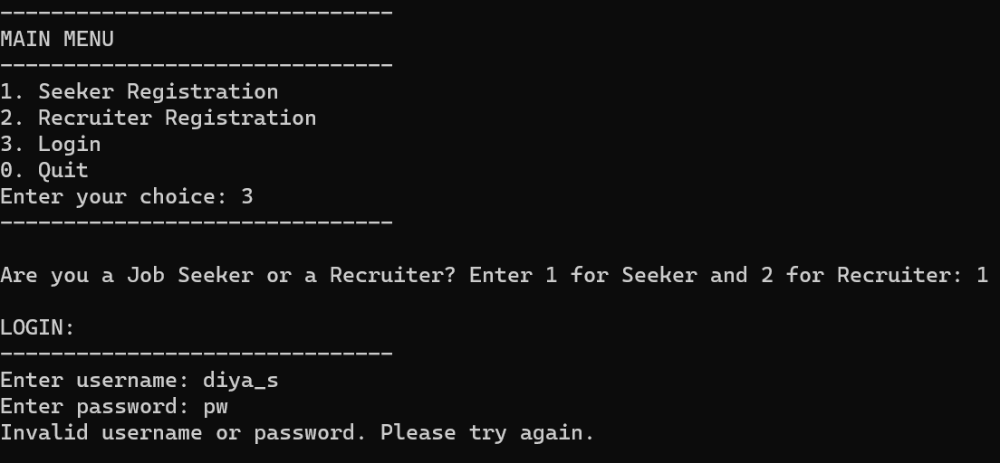 -------------------------------
MAIN MENU
-------------------------------
1. Seeker Registration
2. Recruiter Registration
3. Login
0. Quit
Enter your choice: 3
-------------------------------
Are you a Job Seeker or a Recruiter? Enter 1 for Seeker and 2 for Recruiter: 1
LOGIN:
-------------------------------
Enter username: diya_s
Enter password: pw
Invalid username or password. Please try again.